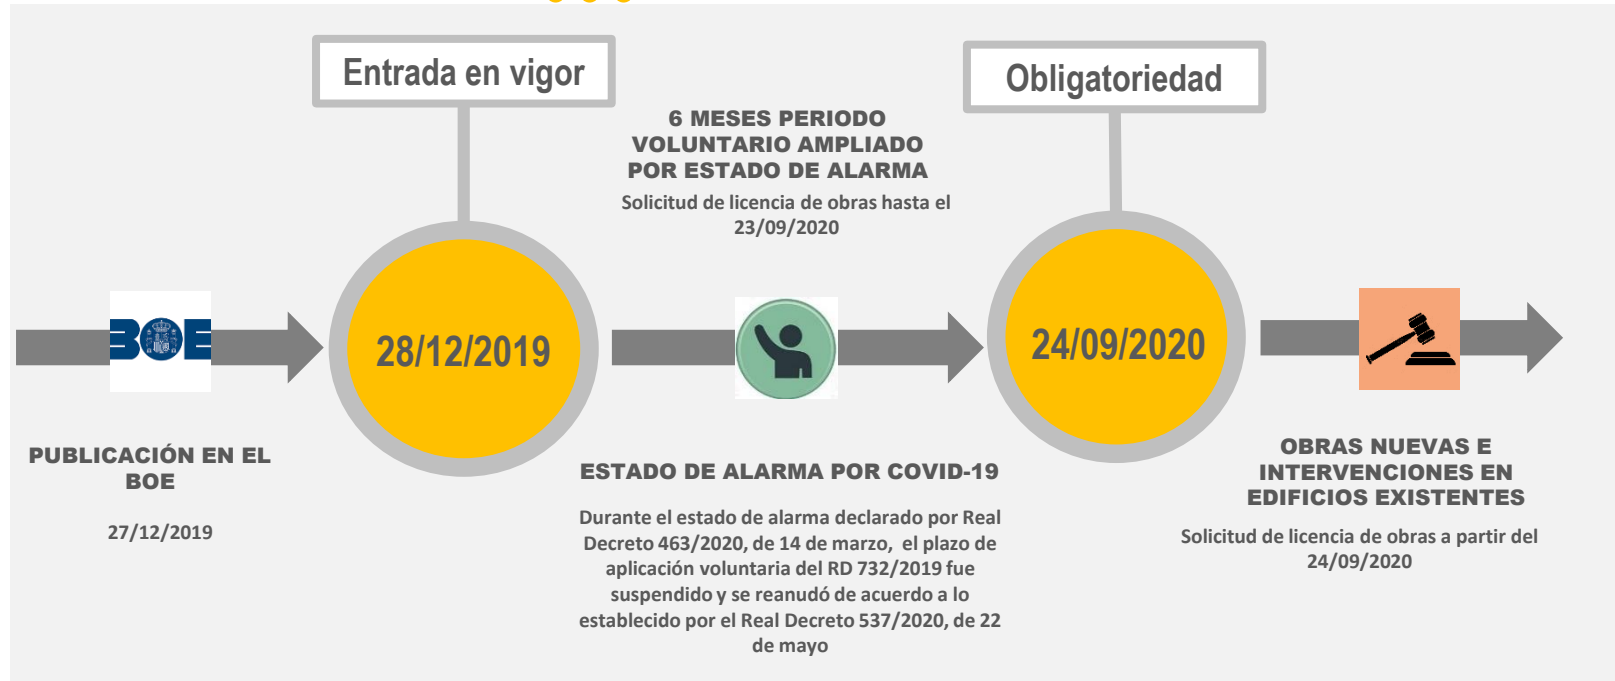 Entrada en vigor
Obligatoriedad
6 MESES PERIODO
VOLUNTARIO AMPLIADO
POR ESTADO DE ALARMA
Solicitud de licencia de obras hasta el
23/09/2020
BOE
28/12/2019
24/09/2020
PUBLICACIÓN EN EL
BOE
27/12/2019
ESTADO DE ALARMA POR COVID-19
Durante el estado de alarma declarado por Real
Decreto 463/2020, de 14 de marzo, el plazo de
aplicación voluntaria del RD 732/2019 fue
suspendido y se reanudó de acuerdo a lo
establecido por el Real Decreto 537/2020, de 22
de mayo
OBRAS NUEVAS E
INTERVENCIONES EN
EDIFICIOS EXISTENTES
Solicitud de licencia de obras a partir del
24/09/2020